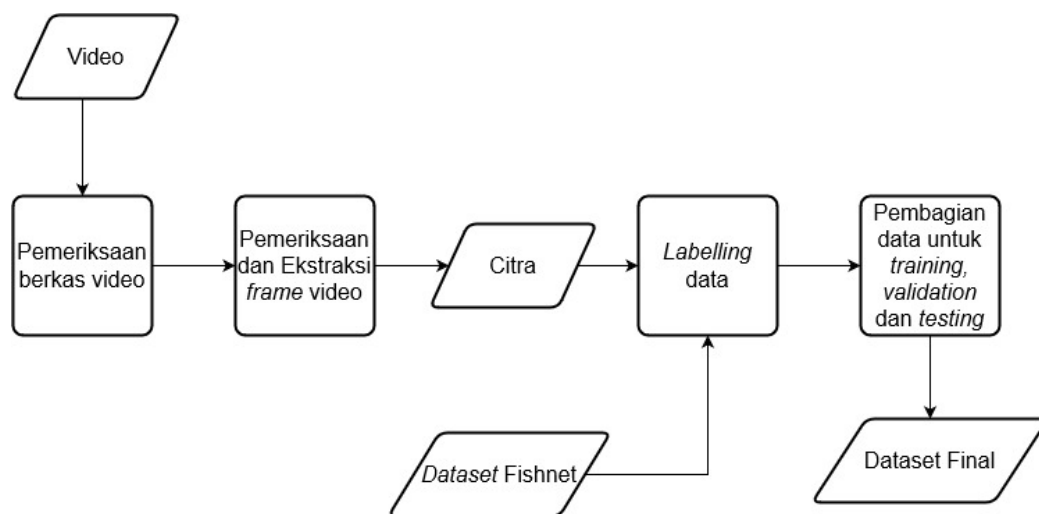 Video
Pemeriksaan
berkas video
Pemeriksaan
dan Ekstraksi
frame video
Citra
Labelling
data
Pembagian
data untuk
training,
validation
dan testing
Dataset Fishnet
Dataset Final